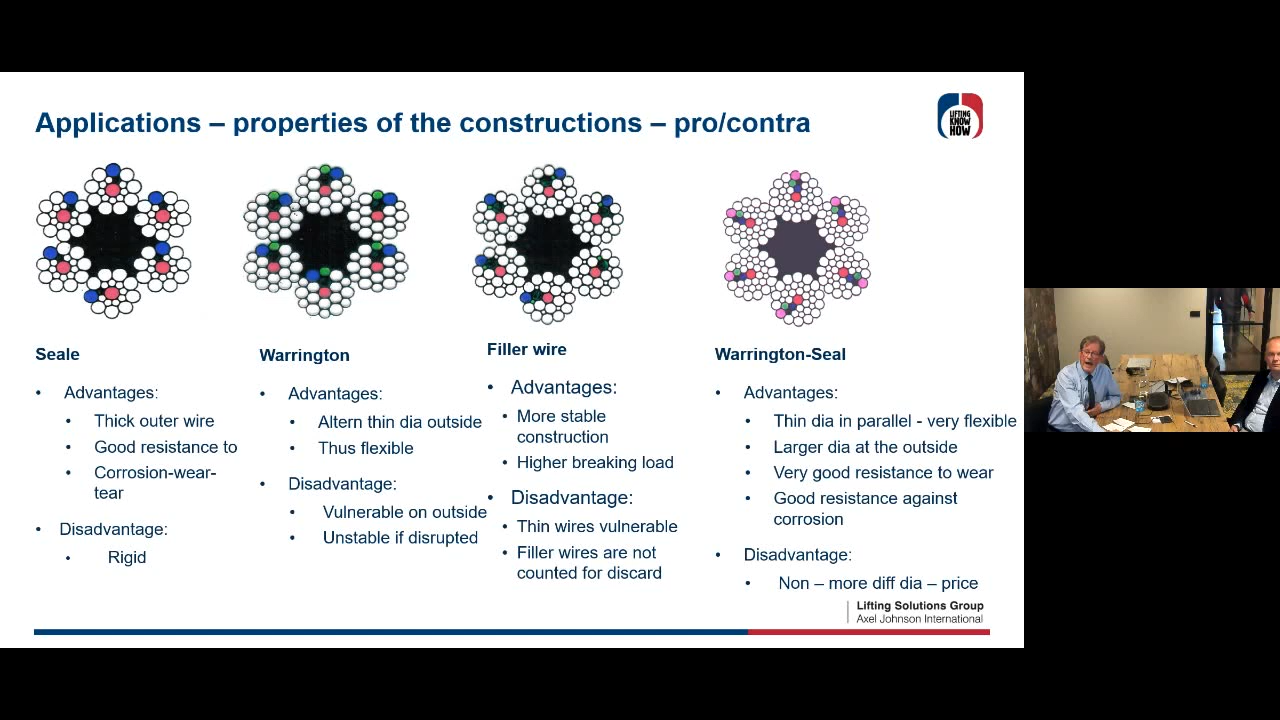 Applications – properties of the constructions – pro/contra
LIFTING
KNOW
HOW
Seale
• Advantages:
• Thick outer wire
• Good resistance to
• Corrosion-wear-
tear
• Disadvantage:
• Rigid
Warrington
• Advantages:
• Altern thin dia outside
• Thus flexible
• Disadvantage:
• Vulnerable on outside
• Unstable if disrupted
Filler wire
• Advantages:
• More stable
construction
• Higher breaking load
• Disadvantage:
• Thin wires vulnerable
• Filler wires are not
counted for discard
Warrington-Seal
• Advantages:
• Thin dia in parallel - very flexible
• Larger dia at the outside
• Very good resistance to wear
• Good resistance against
corrosion
• Disadvantage:
• Non – more diff dia – price
Lifting Solutions Group
Axel Johnson International